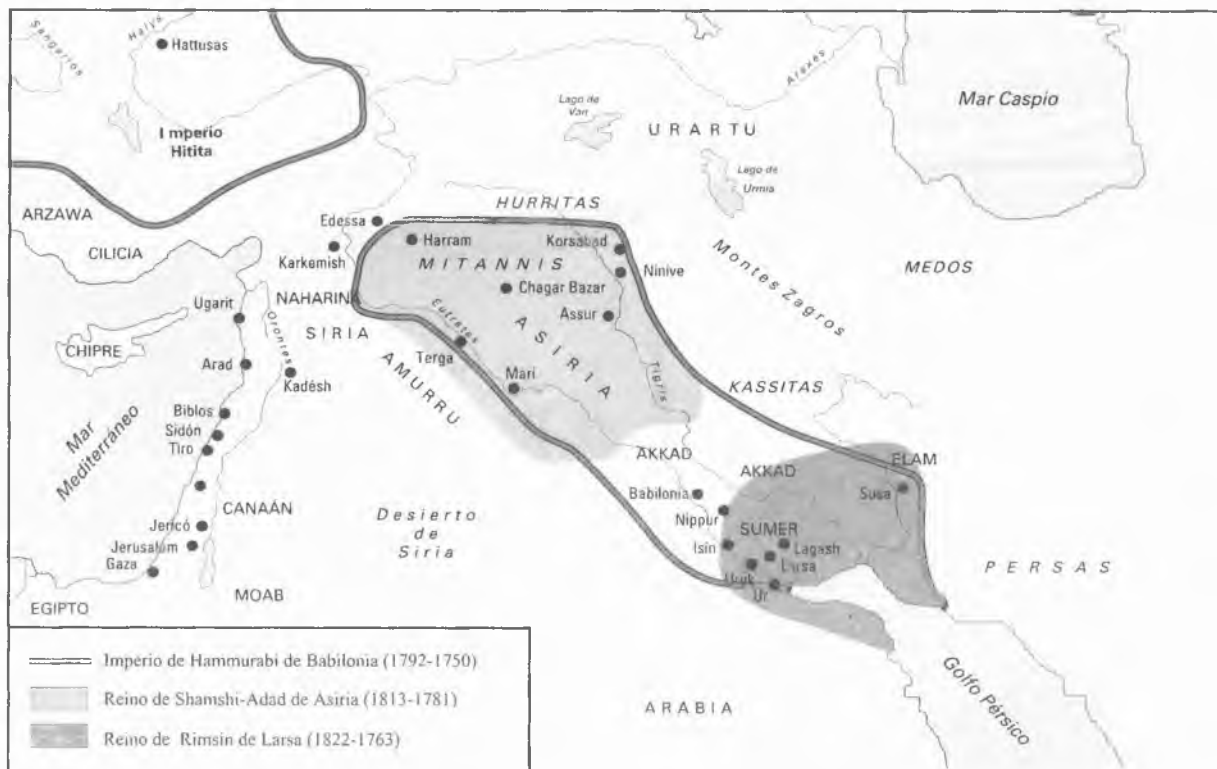 Sangarios
Halys
Hattusas
Imperio
Hitita
Lago de
Van
URARTU
Araxes
Mar Caspio
Lago de
Urmia
ARZAWA
CILICIA
Edessa
Karkemish
HURRITAS
Harram
MITANNIS
Korsabad
Ninive
Chagar Bazar
Assur
ASIRIA
Montes Zagros
MEDOS
NAHARINA
SIRIA
Ugarit
Orontes
CHIPRE
Arad
Kadésh
Eufrates
Terga
Mari
AMURRU
Tigris
KASSITAS
Biblos
Sidón
Tiro
Mar
Mediterráneo
CANAÁN
Jericó
Jerusalúm
Gaza
EGIPTO
MOAB
Desierto
de
Siria
AKKAD
AKKAD
ELAM
Babilonia
Susa
Nippur
SUMER
Isín
Lagash
Larsa
Uruk
Ur
PERSAS
ARABIA
Golfo Pérsico
Império de Hammurabi de Babilonia (1792-1750)
Reino de Shamshi-Adad de Asiria (1813-1781)
Reino de Rimsin de Larsa (1822-1763)